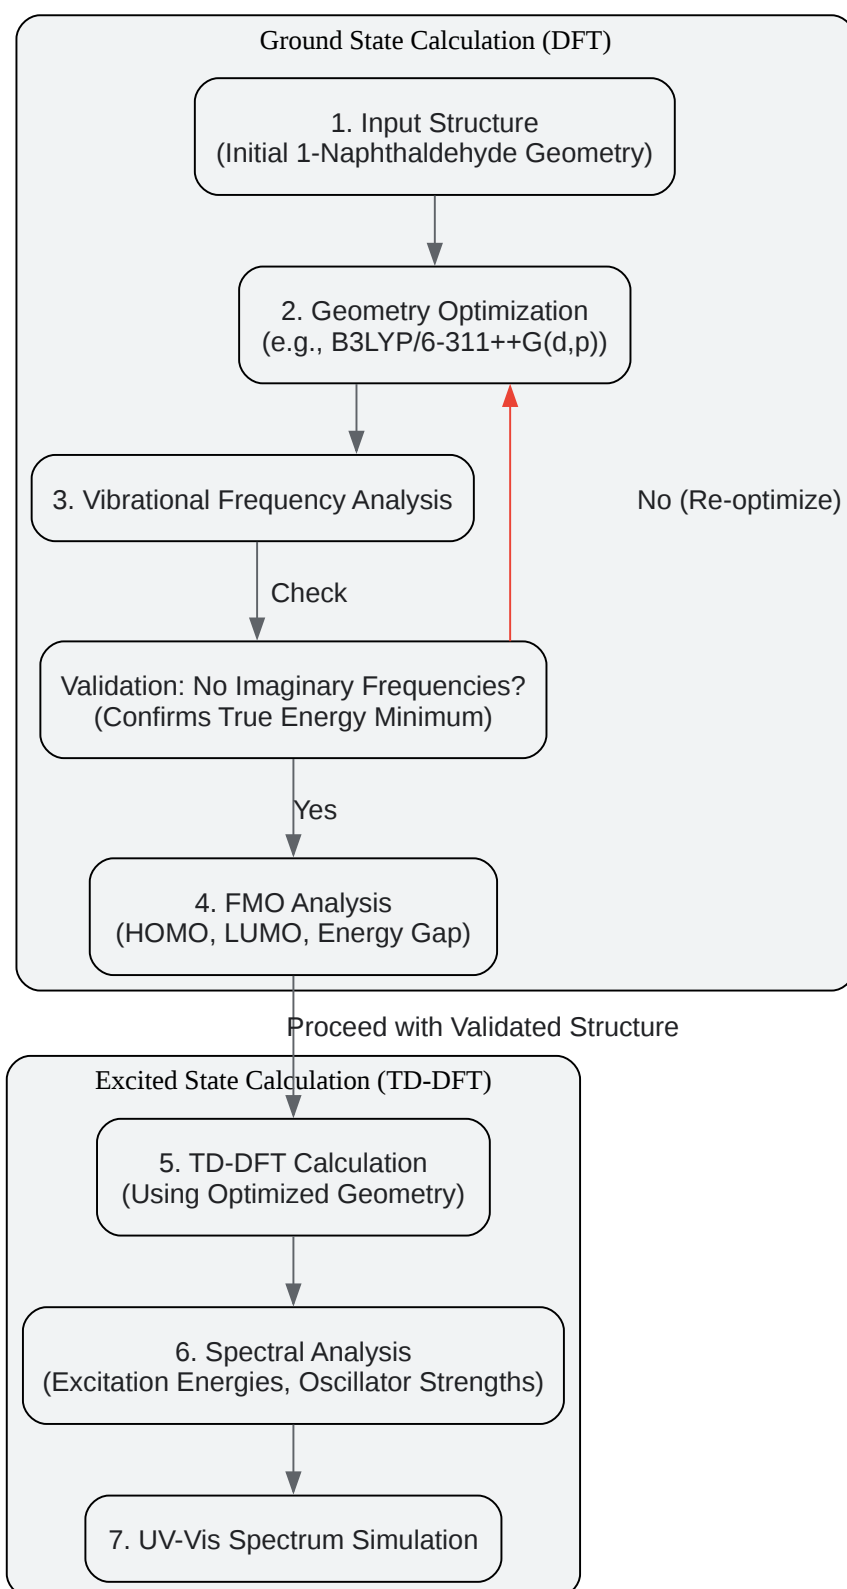 Ground State Calculation (DFT)
1. Input Structure
(Initial 1-Naphthaldehyde Geometry)
2. Geometry Optimization
(e.g., B3LYP/6-311++G(d,p))
3. Vibrational Frequency Analysis
No (Re-optimize)
Check
Validation: No Imaginary Frequencies?
(Confirms True Energy Minimum)
Yes
4. FMO Analysis
(HOMO, LUMO, Energy Gap)
Proceed with Validated Structure
Excited State Calculation (TD-DFT)
5. TD-DFT Calculation
(Using Optimized Geometry)
6. Spectral Analysis
(Excitation Energies, Oscillator Strengths)
7. UV-Vis Spectrum Simulation